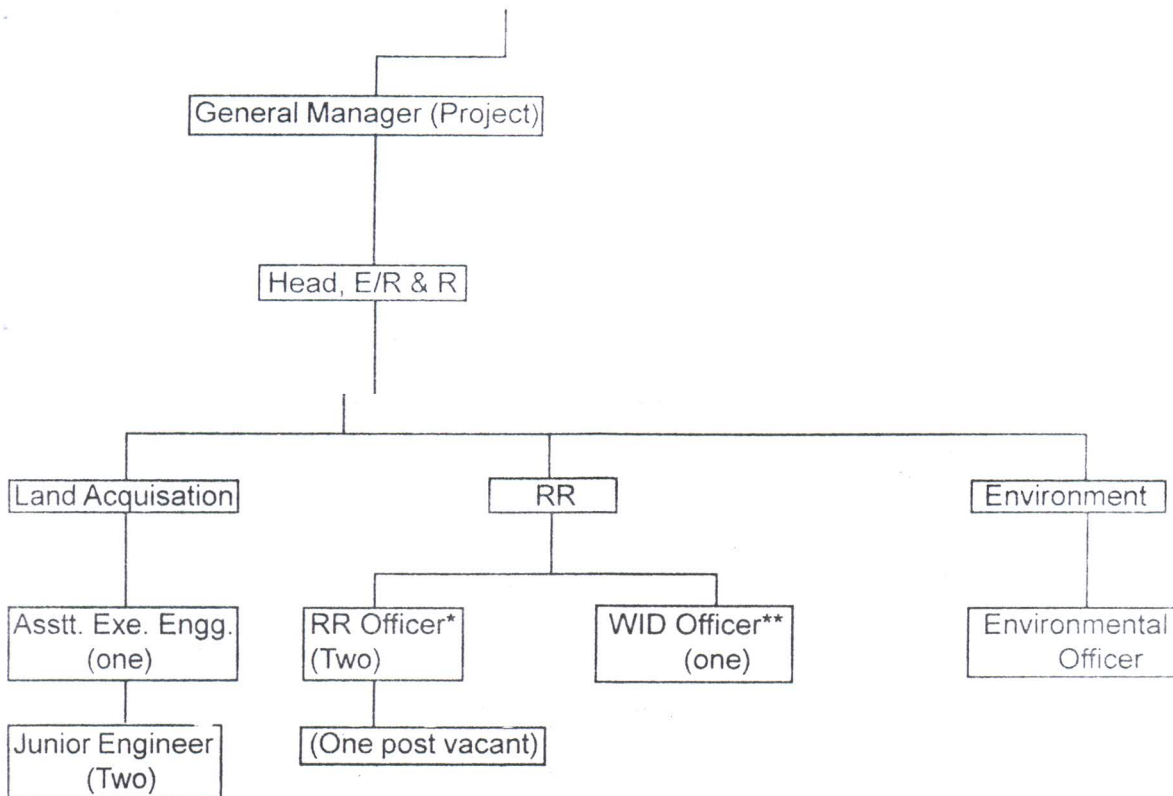 General Manager (Project)
Head, E/R & R
Land Acquisation
RR
Environment
Asstt. Exe. Engg.
(one)
RR Officer*
(Two)
WID Officer**
(one)
Environmental
Officer
Junior Engineer
(Two)
(One post vacant)